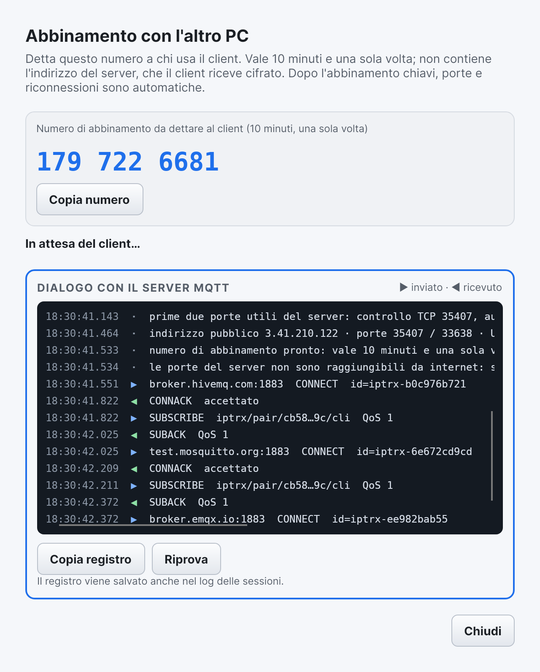 Abbinamento con l'altro PC
Detta questo numero a chi usa il client. Vale 10 minuti e una sola volta; non contiene
l'indirizzo del server, che il client riceve cifrato. Dopo l'abbinamento chiavi, porte e
riconnessioni sono automatiche.
Numero di abbinamento da dettare al client (10 minuti, una sola volta)
179 722 6681
Copia numero
In attesa del client…
DIALOGO CON IL SERVER MQTT
▶ inviato · ◀ ricevuto
18:30:41.143 · prime due porte utili del server: controllo TCP 35407, au
18:30:41.464 · indirizzo pubblico 3.41.210.122 · porte 35407 / 33638 · U
18:30:41.533 · numero di abbinamento pronto: vale 10 minuti e una sola v
18:30:41.534 · le porte del server non sono raggiungibili da internet: s
18:30:41.551 ▶ broker.hivemq.com:1883 CONNECT id=iptrx-b0c976b721
18:30:41.822 ◀ CONNACK accettato
18:30:41.822 ▶ SUBSCRIBE iptrx/pair/cb58…9c/cli QoS 1
18:30:42.025 ◀ SUBACK QoS 1
18:30:42.025 ▶ test.mosquitto.org:1883 CONNECT id=iptrx-6e672cd9cd
18:30:42.209 ◀ CONNACK accettato
18:30:42.211 ▶ SUBSCRIBE iptrx/pair/cb58…9c/cli QoS 1
18:30:42.372 ◀ SUBACK QoS 1
18:30:42.372 ▶ broker.emqx.io:1883 CONNECT id=iptrx-ee982bab55
Copia registro
Riprova
Il registro viene salvato anche nel log delle sessioni.
Chiudi